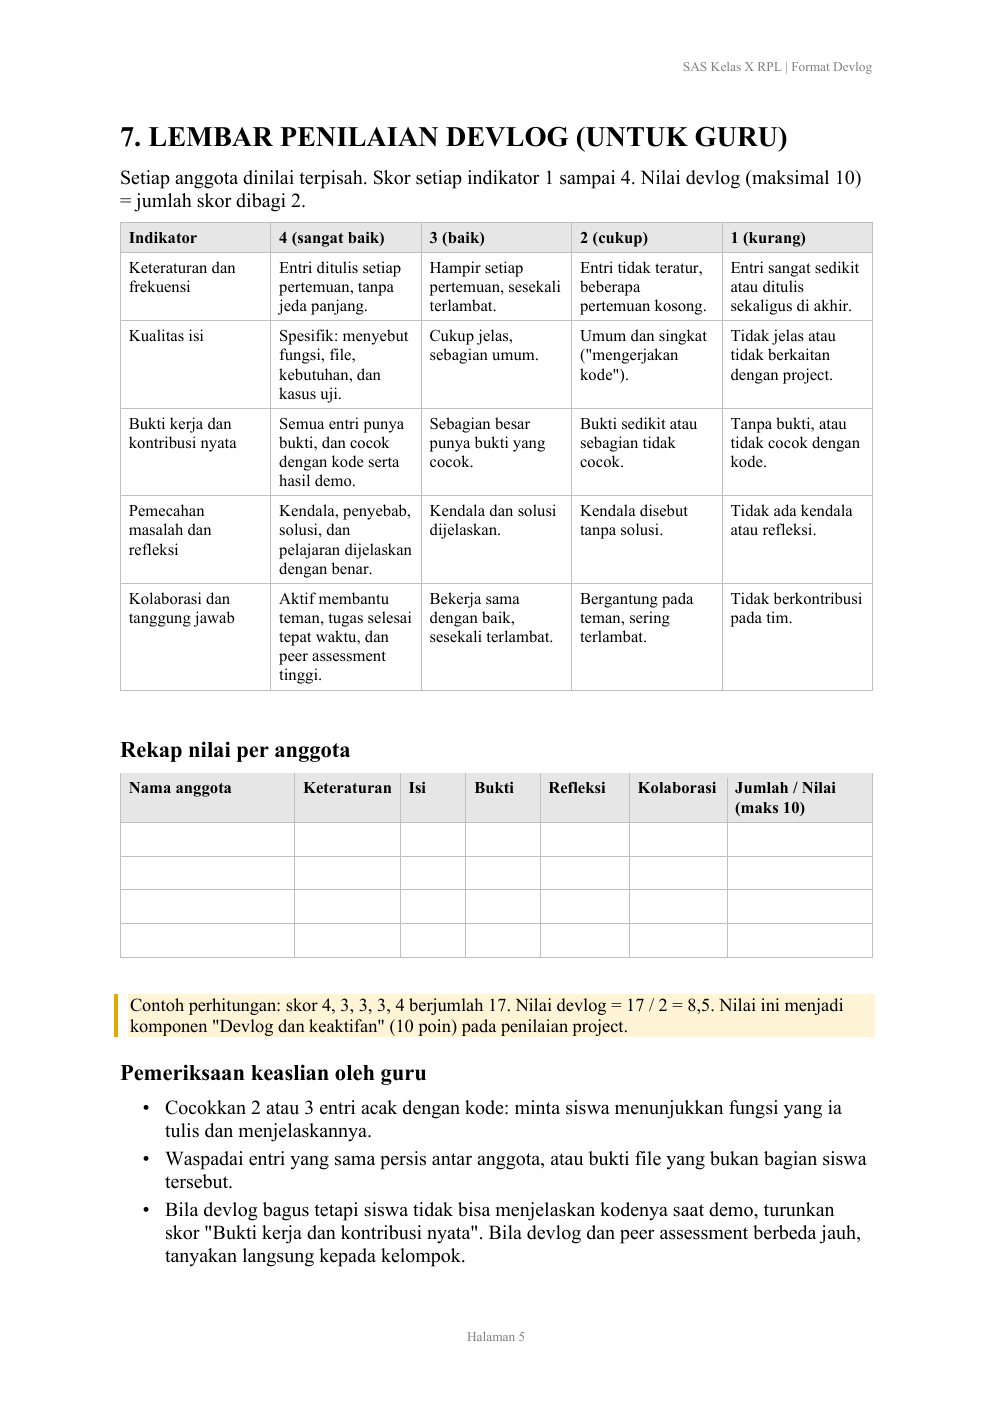 SAS Kelas X RPL | Format Devlog
7. LEMBAR PENILAIAN DEVLOG (UNTUK GURU)
Setiap anggota dinilai terpisah. Skor setiap indikator 1 sampai 4. Nilai devlog (maksimal 10)
= jumlah skor dibagi 2.
Indikator 4 (sangat baik) 3 (baik) 2 (cukup) 1 (kurang)
Keteraturan dan
frekuensi
Entri ditulis setiap
pertemuan, tanpa
jeda panjang.
Hampir setiap
pertemuan, sesekali
terlambat.
Entri tidak teratur,
beberapa
pertemuan kosong.
Entri sangat sedikit
atau ditulis
sekaligus di akhir.
Kualitas isi
Spesifik: menyebut
fungsi, file,
kebutuhan, dan
kasus uji.
Cukup jelas,
sebagian umum.
Umum dan singkat
("mengerjakan
kode").
Tidak jelas atau
tidak berkaitan
dengan project.
Bukti kerja dan
kontribusi nyata
Semua entri punya
bukti, dan cocok
dengan kode serta
hasil demo.
Sebagian besar
punya bukti yang
cocok.
Bukti sedikit atau
sebagian tidak
cocok.
Tanpa bukti, atau
tidak cocok dengan
kode.
Pemecahan
masalah dan
refleksi
Kendala, penyebab,
solusi, dan
pelajaran dijelaskan
dengan benar.
Kendala dan solusi
dijelaskan.
Kendala disebut
tanpa solusi.
Tidak ada kendala
atau refleksi.
Kolaborasi dan
tanggung jawab
Aktif membantu
teman, tugas selesai
tepat waktu, dan
peer assessment
tinggi.
Bekerja sama
dengan baik,
sesekali terlambat.
Bergantung pada
teman, sering
terlambat.
Tidak berkontribusi
pada tim.
Rekap nilai per anggota
Nama anggota Keteraturan Isi Bukti Refleksi Kolaborasi Jumlah / Nilai
(maks 10)
Contoh perhitungan: skor 4, 3, 3, 3, 4 berjumlah 17. Nilai devlog = 17 / 2 = 8,5. Nilai ini menjadi
komponen "Devlog dan keaktifan" (10 poin) pada penilaian project.
Pemeriksaan keaslian oleh guru
• Cocokkan 2 atau 3 entri acak dengan kode: minta siswa menunjukkan fungsi yang ia
tulis dan menjelaskannya.
• Waspadai entri yang sama persis antar anggota, atau bukti file yang bukan bagian siswa
tersebut.
• Bila devlog bagus tetapi siswa tidak bisa menjelaskan kodenya saat demo, turunkan
skor "Bukti kerja dan kontribusi nyata". Bila devlog dan peer assessment berbeda jauh,
tanyakan langsung kepada kelompok.
Halaman 5